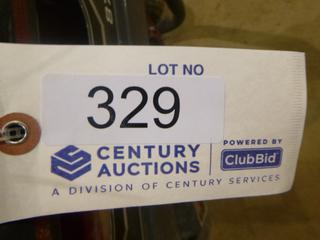 LOT NO
329
CENTURY
AUCTIONS
POWERED BY
ClubBid
A DIVISION OF CENTURY SERVICES